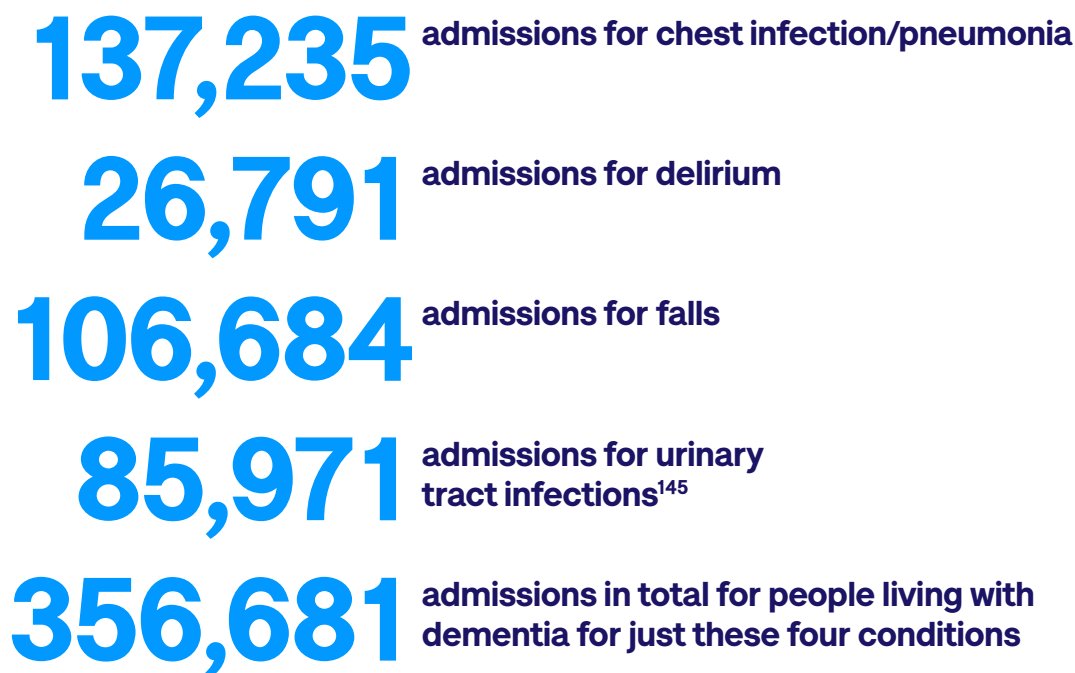 137,235 admissions for chest infection/pneumonia
26,791 admissions for delirium
106,684 admissions for falls
85,971 admissions for urinary
tract infections¹⁴⁵
356,681 admissions in total for people living with
dementia for just these four conditions